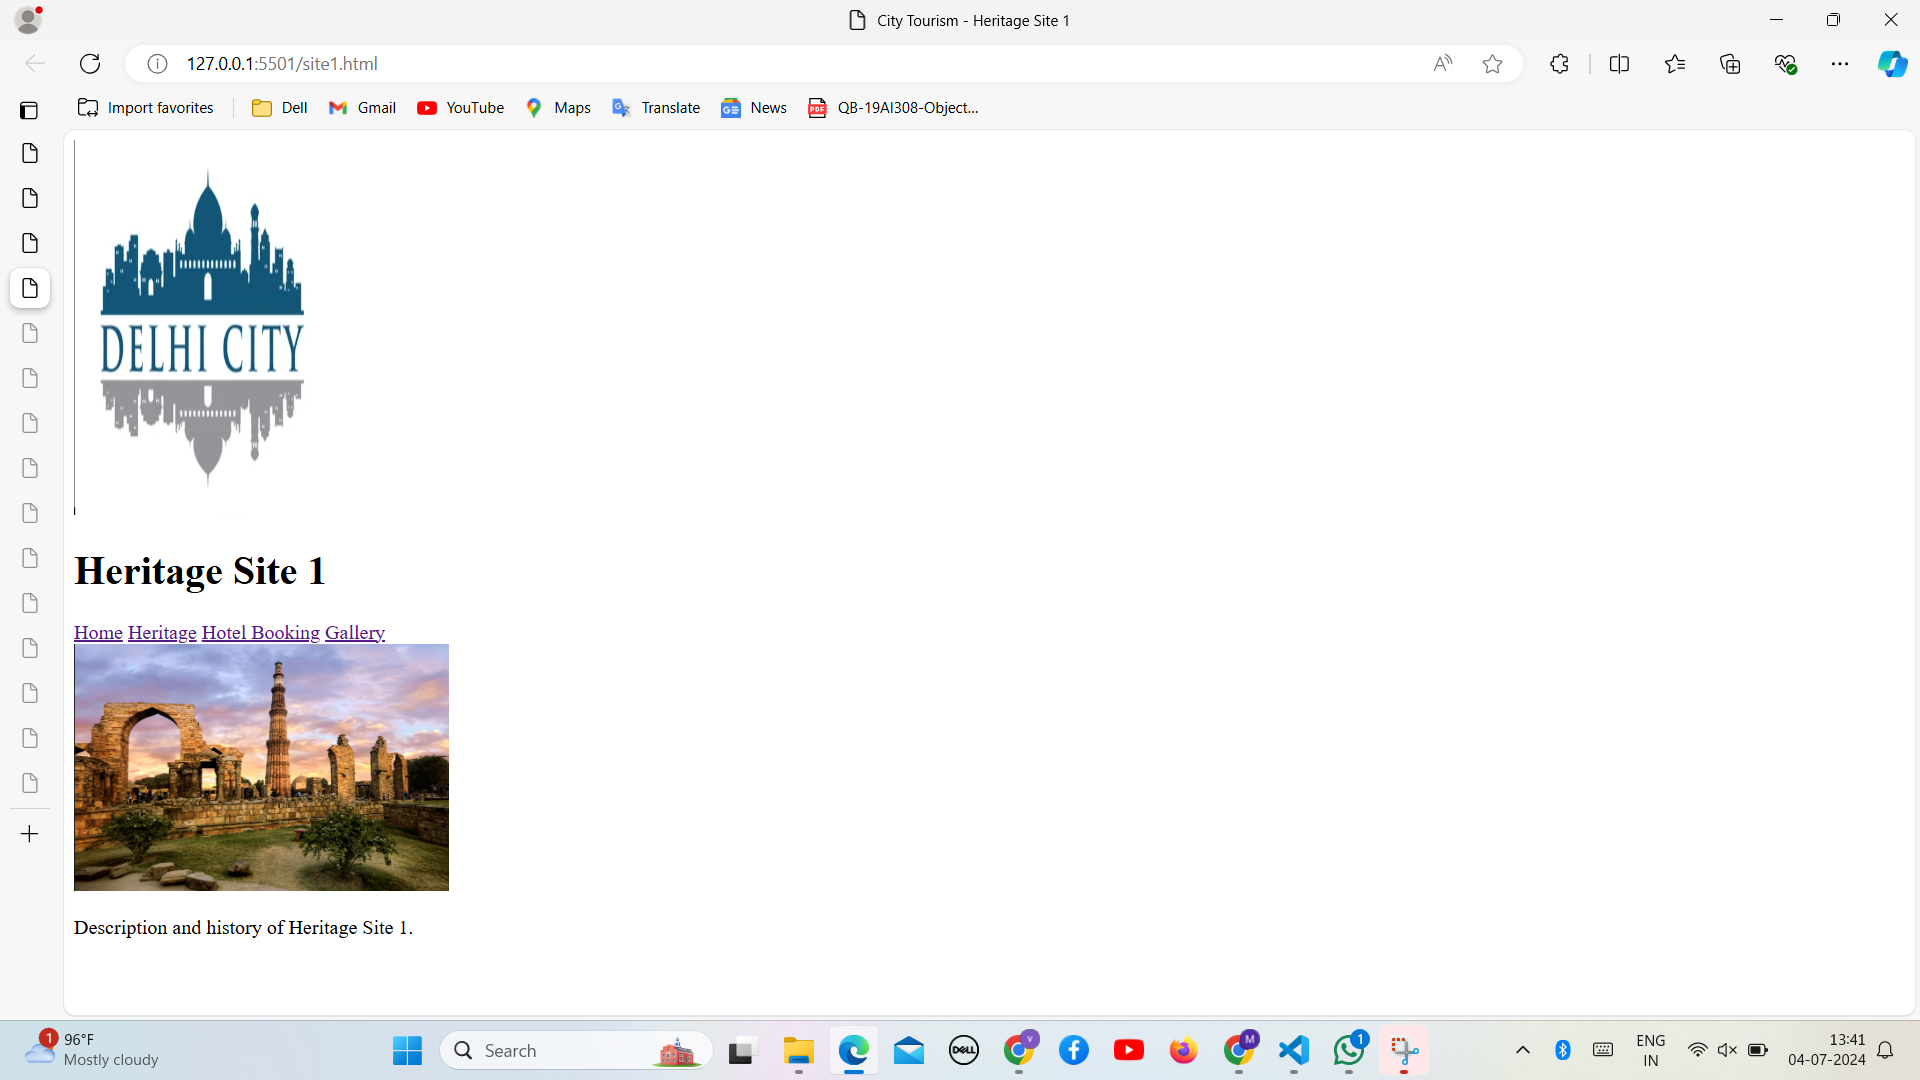 City Tourism - Heritage Site 1
127.0.0.1:5501/site1.html
Import favorites Dell Gmail YouTube Maps Translate News QB-19AI308-Object...
DELHI CITY
Heritage Site 1
Home Heritage Hotel Booking Gallery
Description and history of Heritage Site 1.
1 96°F
Mostly cloudy
Search
DELL
V
M
1
ENG
IN
13:41
04-07-2024